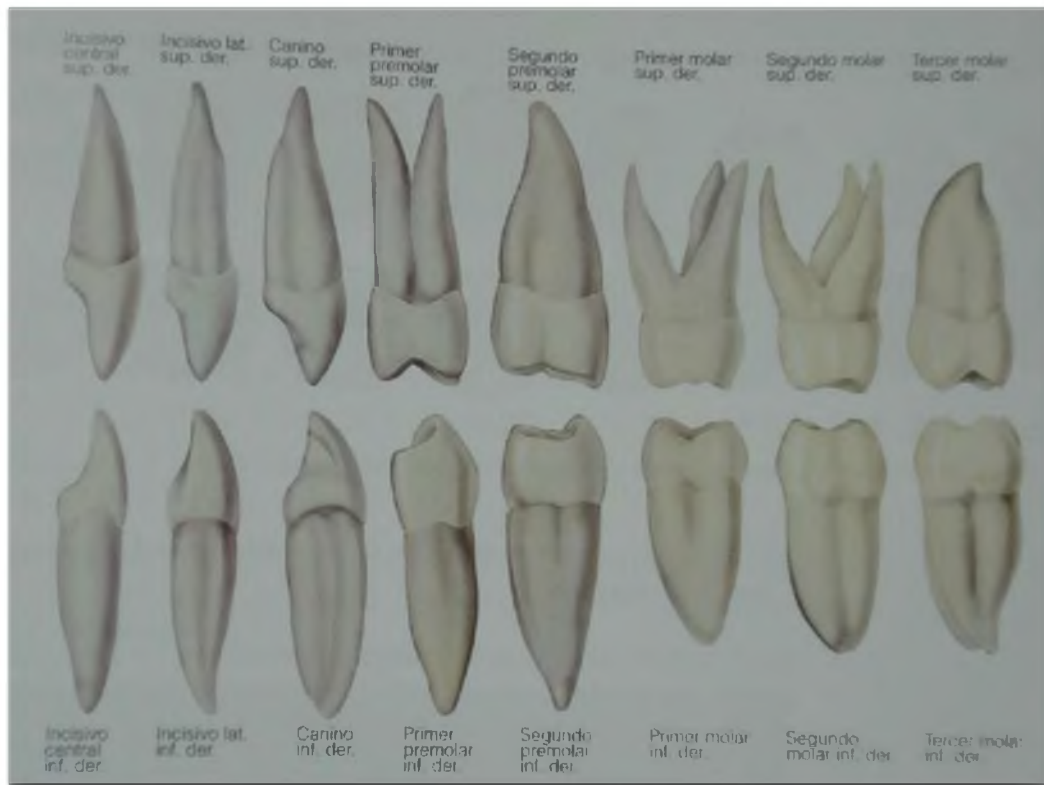 Incisivo
central
sup. der.
Incisivo lat.
sup. der.
Canino
sup. der.
Primer
premolar
sup. der.
Segundo
premolar
sup. der.
Primer molar
sup. der.
Segundo molar
sup. der.
Tercer molar
sup. der.
Incisivo
central
inf. der.
Incisivo lat.
inf. der.
Canino
inf. der.
Primer
premolar
inf. der.
Segundo
premolar
inf. der.
Primer molar
inf. der.
Segundo
molar inf. der.
Tercer molar
inf. der.